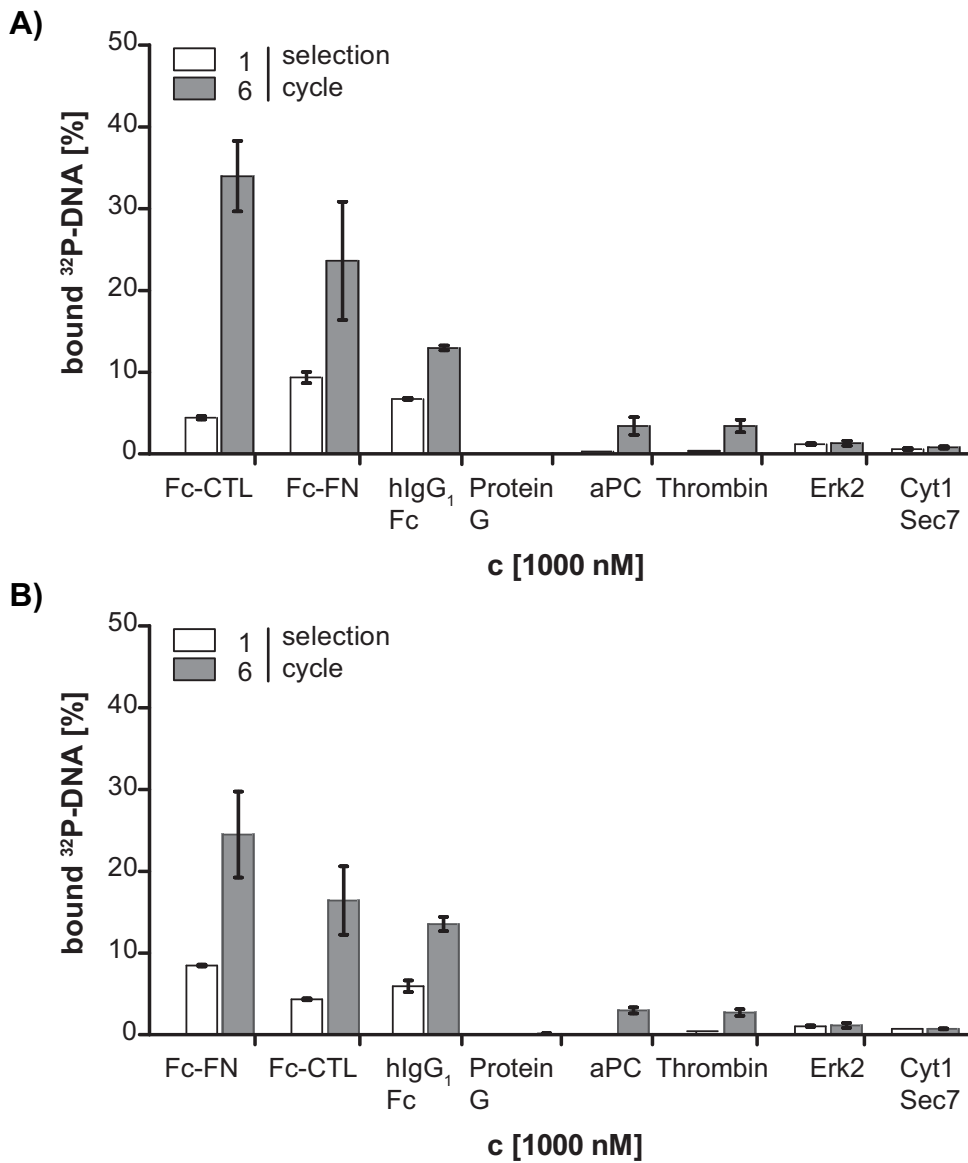 A)
50
40
30
20
10
0
bound ³²P-DNA [%]
1 selection
6 cycle
Fc-CTL Fc-FN hIgG₁ Protein aPC Thrombin Erk2 Cyt1
Fc G Sec7
c [1000 nM]
B)
50
40
30
20
10
0
bound ³²P-DNA [%]
1 selection
6 cycle
Fc-FN Fc-CTL hIgG₁ Protein aPC Thrombin Erk2 Cyt1
Fc G Sec7
c [1000 nM]